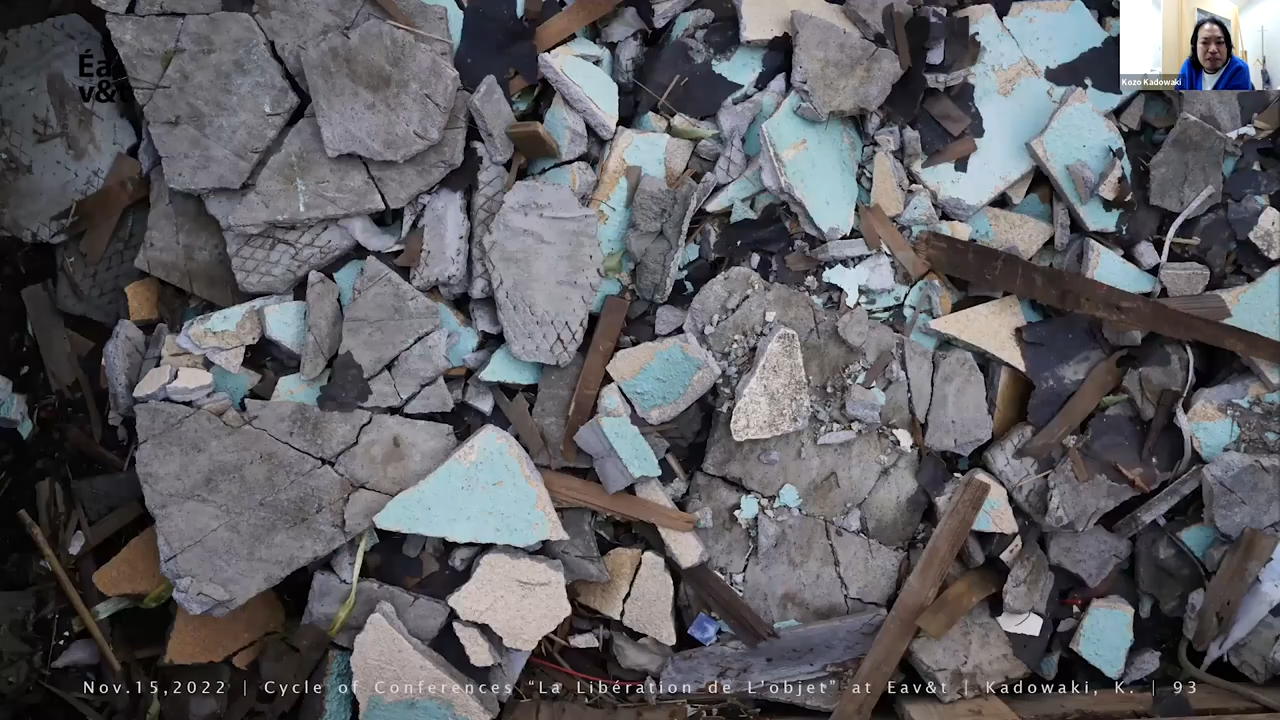 Éa
v&t
Kozo Kadowaki
Nov.15,2022 | Cycle of Conferences “La Libération de L’objet” at Eav&t | Kadowaki, K. | 93